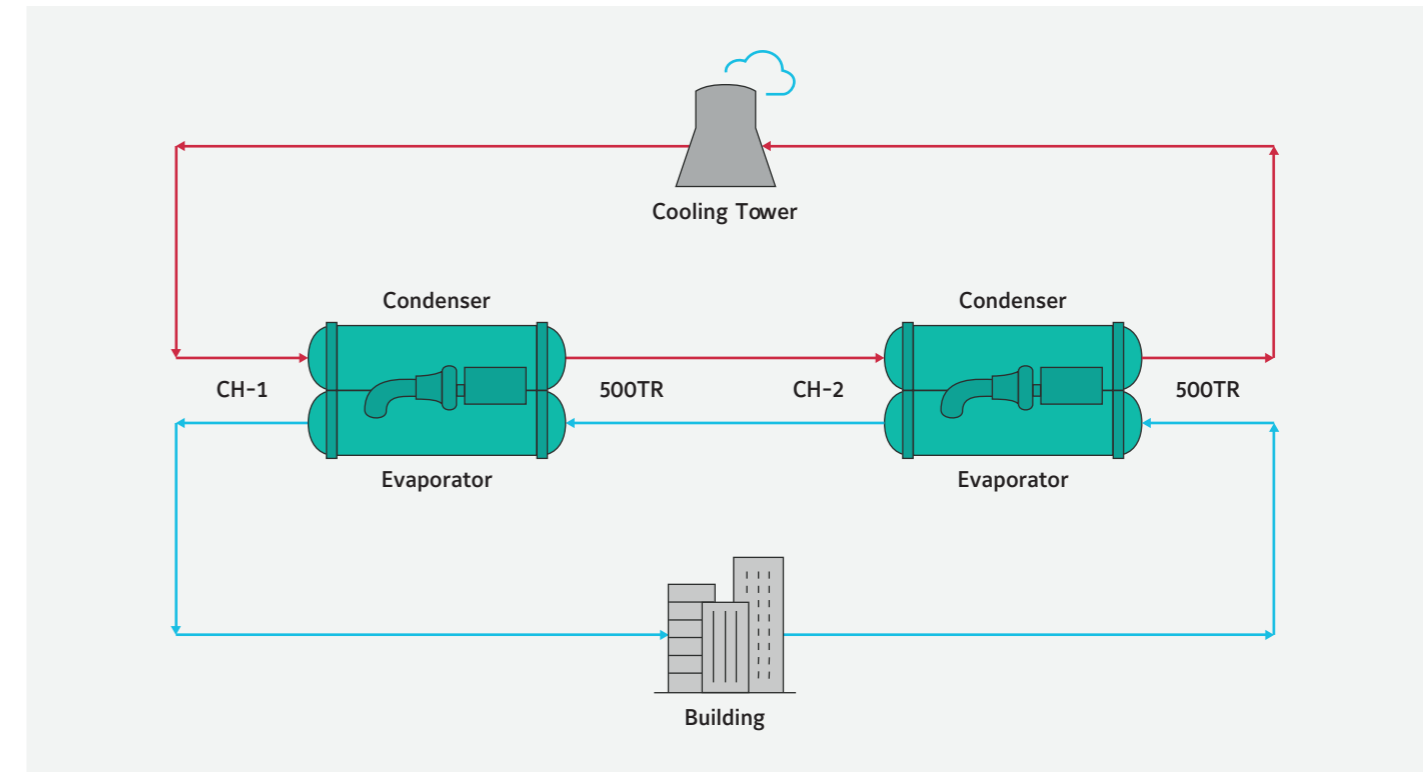 Cooling Tower
Condenser
Condenser
CH-1
500TR
CH-2
500TR
Evaporator
Evaporator
Building